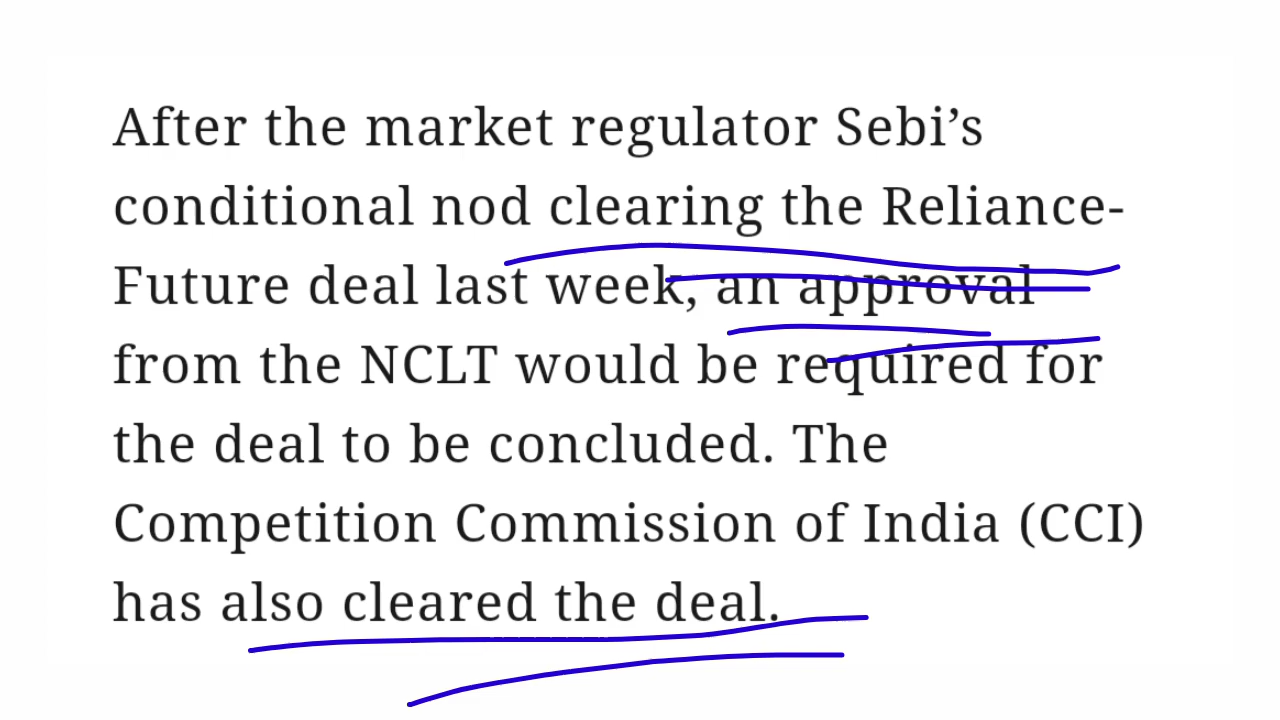 After the market regulator Sebi’s
conditional nod clearing the Reliance-
Future deal last week, an approval
from the NCLT would be required for
the deal to be concluded. The
Competition Commission of India (CCI)
has also cleared the deal.